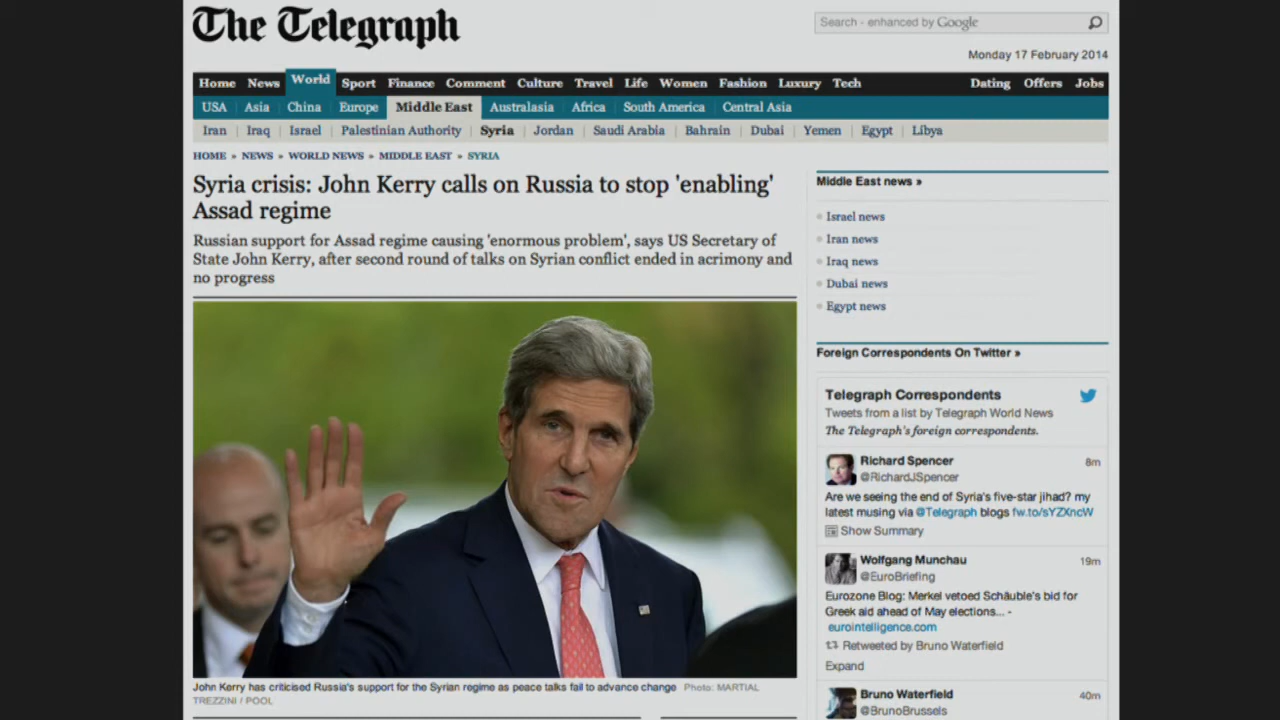 The Telegraph
Search - enhanced by Google
Monday 17 February 2014
Home News World Sport Finance Comment Culture Travel Life Women Fashion Luxury Tech Dating Offers Jobs
USA Asia China Europe Middle East Australasia Africa South America Central Asia
Iran Iraq Israel Palestinian Authority Syria Jordan Saudi Arabia Bahrain Dubai Yemen Egypt Libya
HOME » NEWS » WORLD NEWS » MIDDLE EAST » SYRIA
Syria crisis: John Kerry calls on Russia to stop 'enabling'
Assad regime
Russian support for Assad regime causing 'enormous problem', says US Secretary of
State John Kerry, after second round of talks on Syrian conflict ended in acrimony and
no progress
John Kerry has criticised Russia's support for the Syrian regime as peace talks fail to advance change Photo: MARTIAL
TREZZINI / POOL
Middle East news »
Israel news
Iran news
Iraq news
Dubai news
Egypt news
Foreign Correspondents On Twitter »
Telegraph Correspondents
Tweets from a list by Telegraph World News
The Telegraph's foreign correspondents.
Richard Spencer 8m
@RichardJSpencer
Are we seeing the end of Syria's five-star jihad? my
latest musing via @Telegraph blogs fw.to/sYZXncW
Show Summary
Wolfgang Munchau 19m
@EuroBriefing
Eurozone Blog: Merkel vetoed Schäuble's bid for
Greek aid ahead of May elections... -
eurointelligence.com
Retweeted by Bruno Waterfield
Expand
Bruno Waterfield 40m
@BrunoBrussels